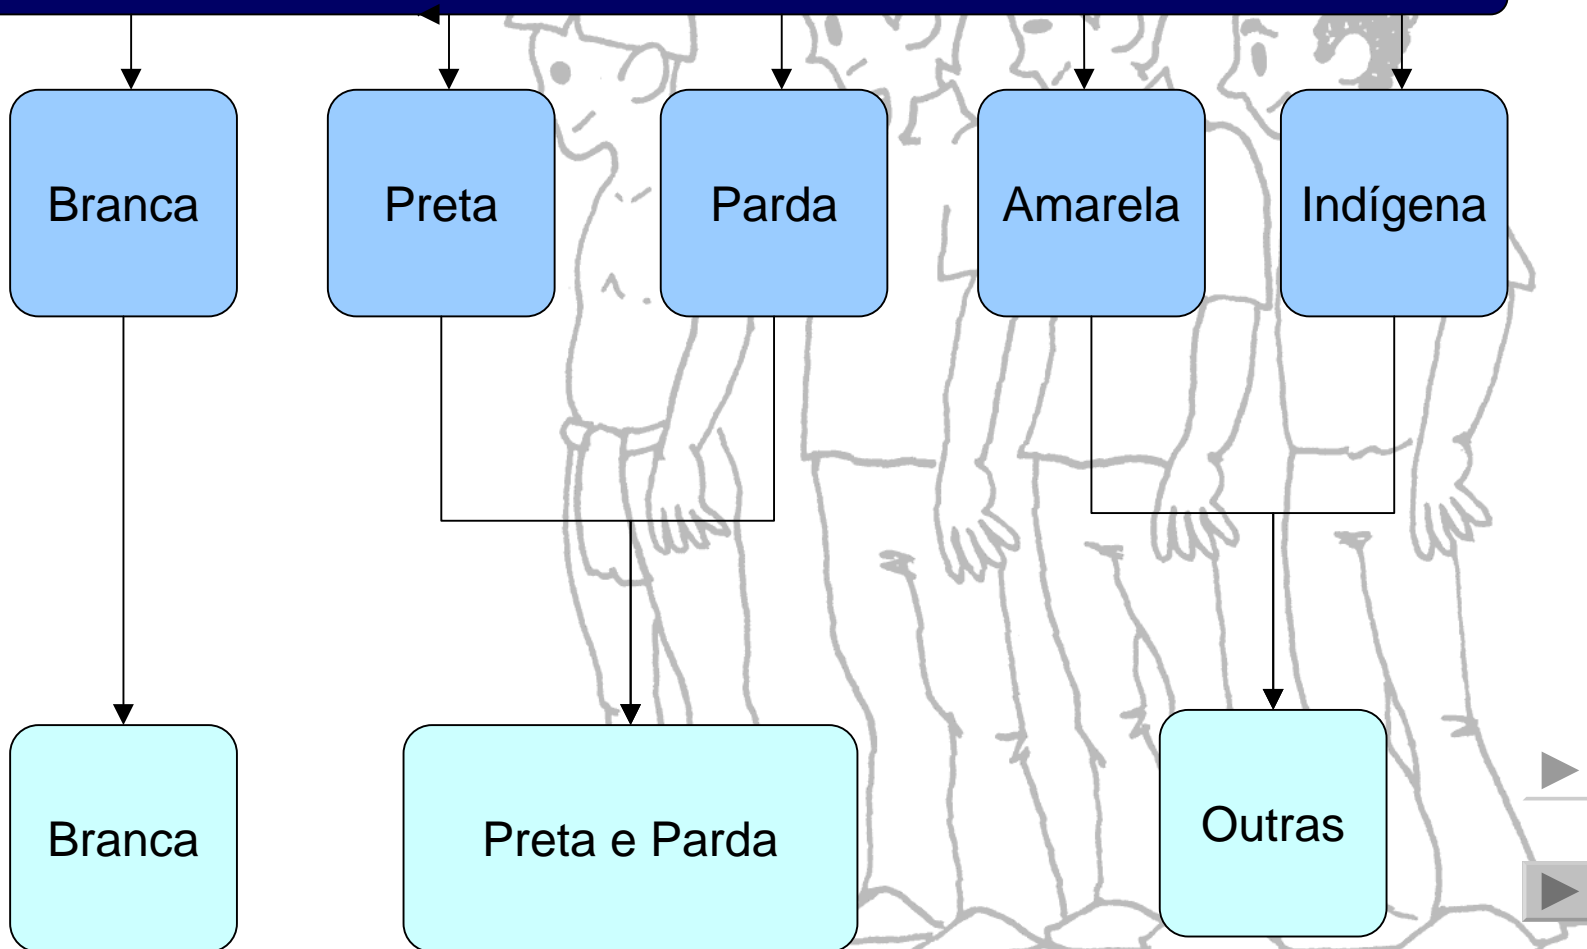 Branca
Preta
Parda
Amarela
Indígena
Branca
Preta e Parda
Outras